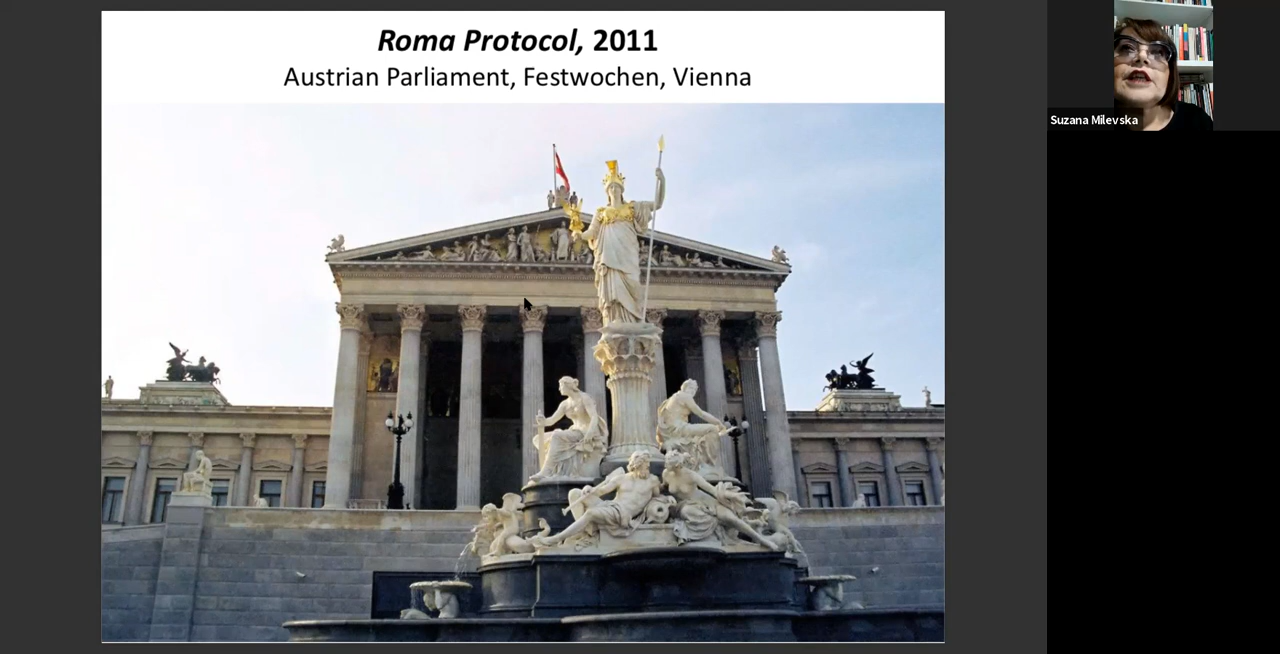 Roma Protocol, 2011
Austrian Parliament, Festwochen, Vienna
Suzana Milevska